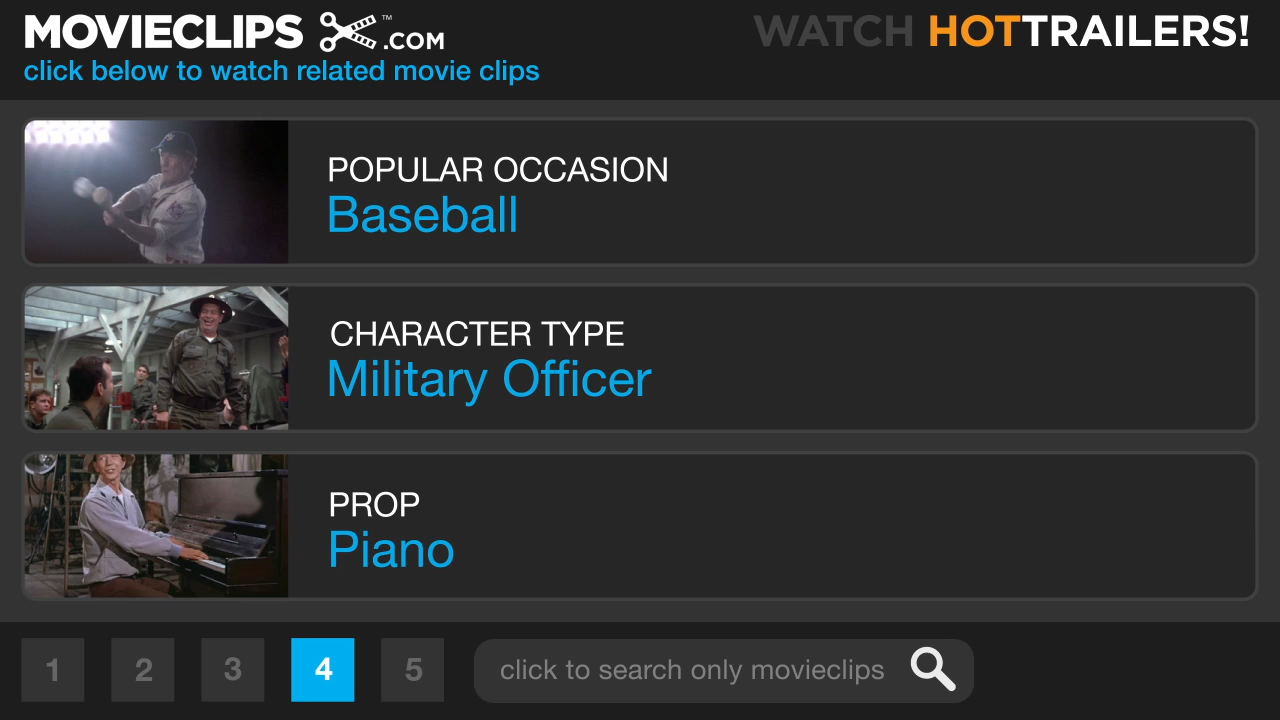 MOVIECLIPS ™ .COM
WATCH HOTTRAILERS!
click below to watch related movie clips
POPULAR OCCASION
Baseball
CHARACTER TYPE
Military Officer
PROP
Piano
1 2 3 4 5 click to search only movieclips